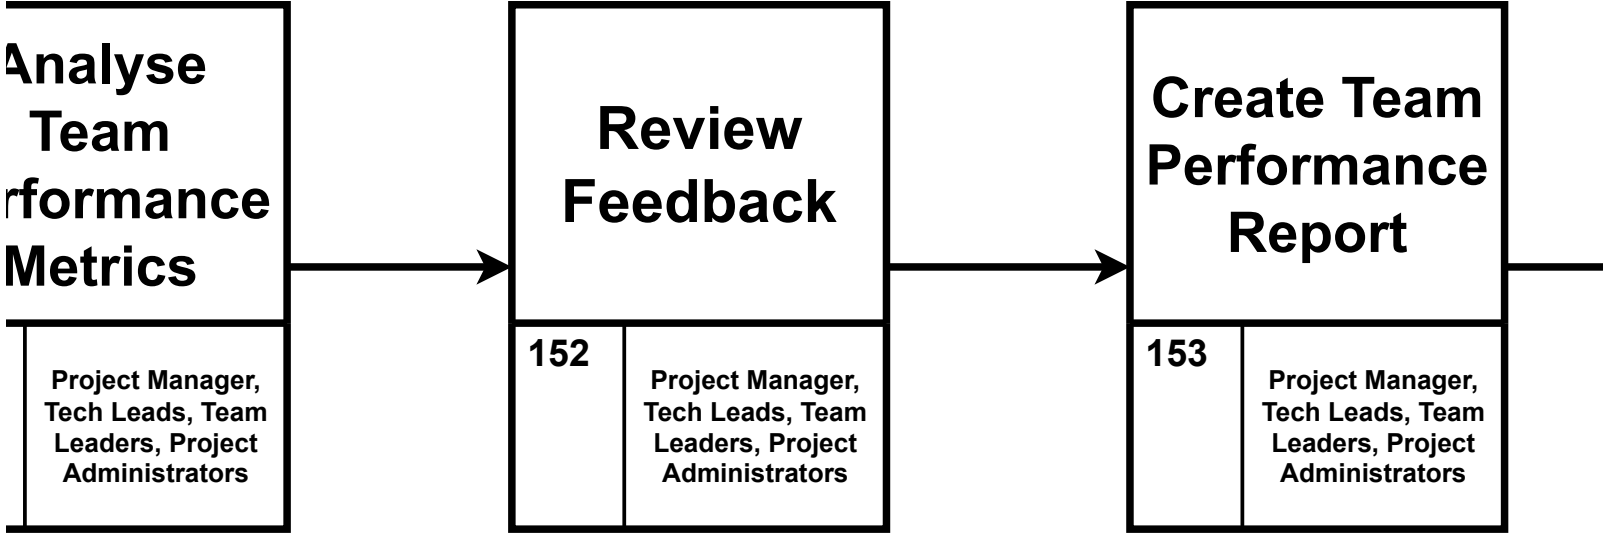 Analyse
Team
rformance
Metrics
Project Manager,
Tech Leads, Team
Leaders, Project
Administrators
Review
Feedback
152
Project Manager,
Tech Leads, Team
Leaders, Project
Administrators
Create Team
Performance
Report
153
Project Manager,
Tech Leads, Team
Leaders, Project
Administrators